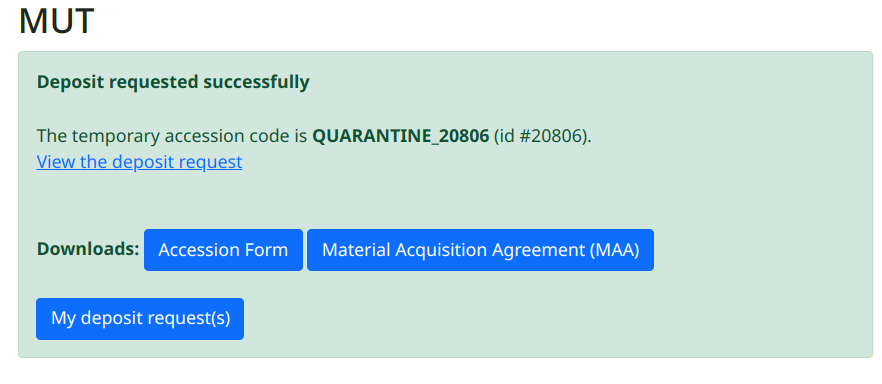 MUT
Deposit requested successfully
The temporary accession code is QUARANTINE_20806 (id #20806).
View the deposit request
Downloads: Accession Form Material Acquisition Agreement (MAA)
My deposit request(s)